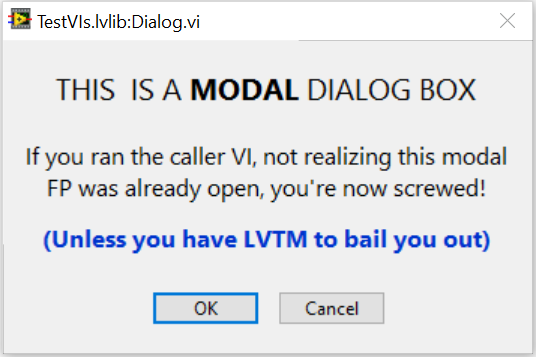 TestVIs.lvlib:Dialog.vi
THIS IS A MODAL DIALOG BOX
If you ran the caller VI, not realizing this modal
FP was already open, you're now screwed!
(Unless you have LVTM to bail you out)
OK
Cancel